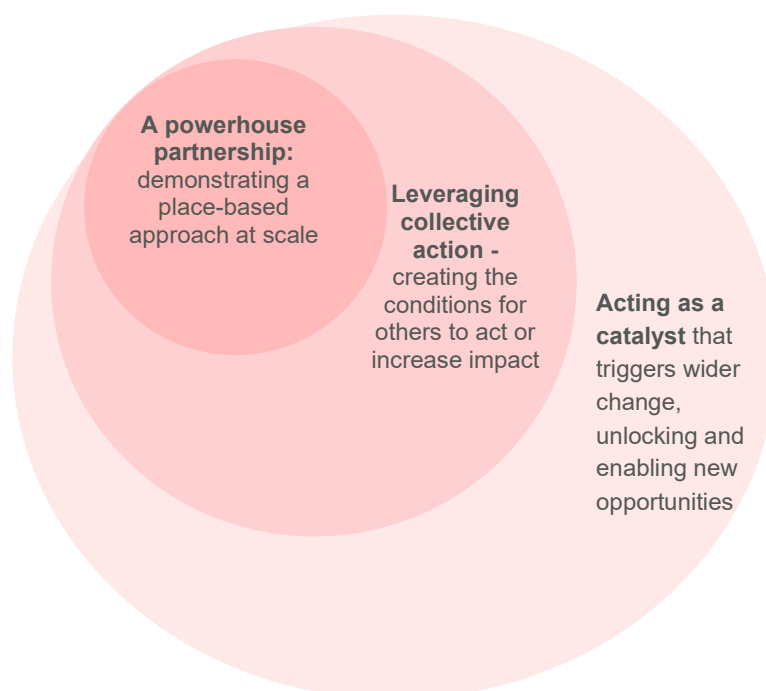 A powerhouse
partnership:
demonstrating a
place-based
approach at scale
Leveraging
collective
action -
creating the
conditions for
others to act or
increase impact
Acting as a
catalyst that
triggers wider
change,
unlocking and
enabling new
opportunities